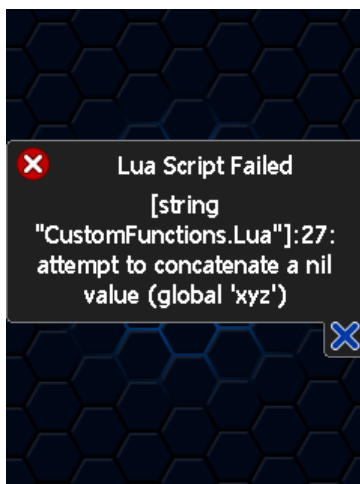 Lua Script Failed
[string
"CustomFunctions.Lua"]:27:
attempt to concatenate a nil
value (global 'xyz')